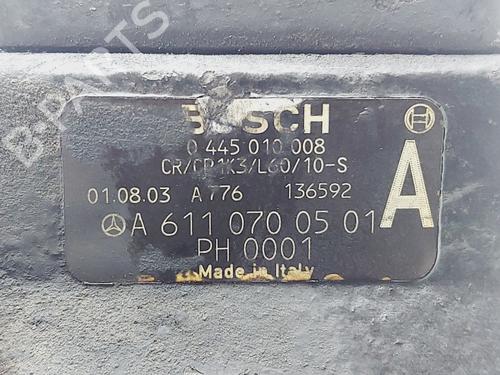 B-PARTS
BOSCH
0 445 010 008
CR/CP1K3/L60/10-S
01.08.03 A 776 136592
A
A 611 070 05 01
PH 0001
Made in Italy